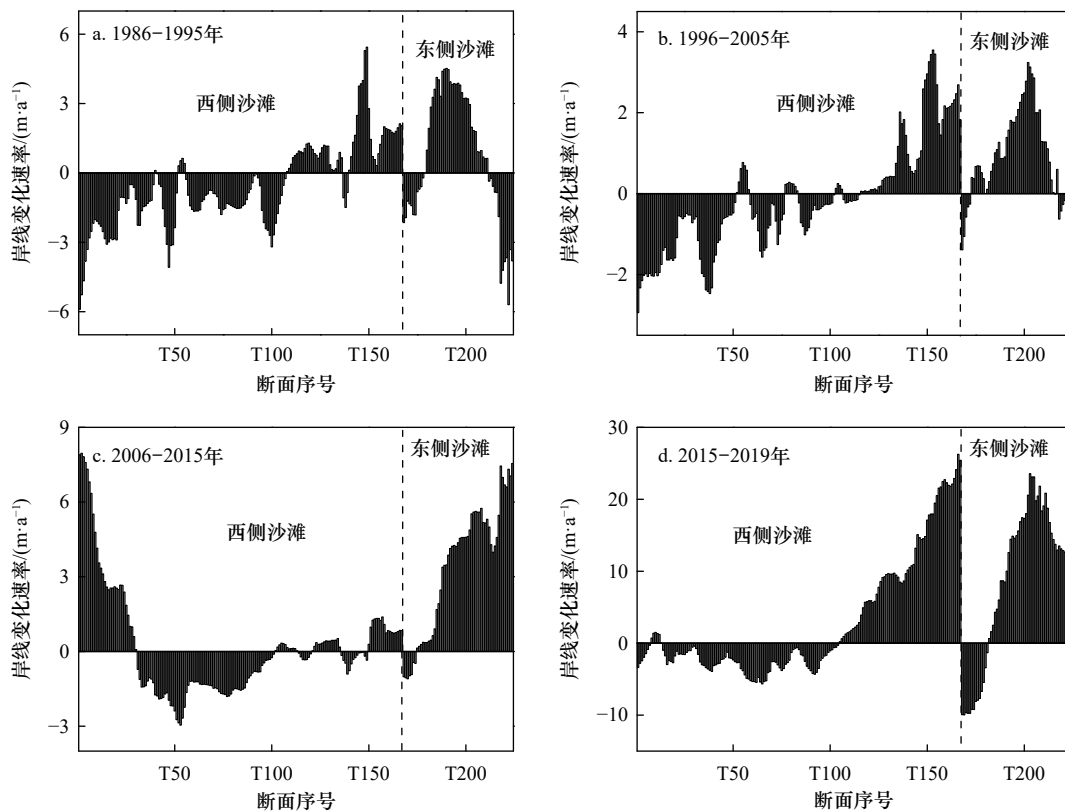 a. 1986−1995年
东侧沙滩
西侧沙滩
岸线变化速率/(m·a⁻¹)
6
3
0
−3
−6
T50
T100
T150
T200
断面序号
b. 1996−2005年
东侧沙滩
西侧沙滩
岸线变化速率/(m·a⁻¹)
4
2
0
−2
T50
T100
T150
T200
断面序号
c. 2006−2015年
东侧沙滩
西侧沙滩
岸线变化速率/(m·a⁻¹)
9
6
3
0
−3
T50
T100
T150
T200
断面序号
d. 2015−2019年
东侧沙滩
西侧沙滩
岸线变化速率/(m·a⁻¹)
30
20
10
0
−10
T50
T100
T150
T200
断面序号